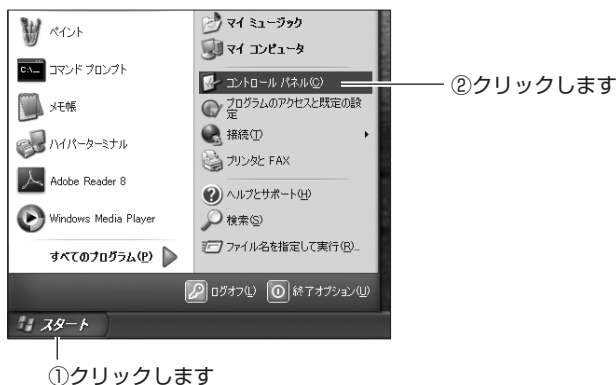 ペイント
C:\_
コマンド プロンプト
メモ帳
ハイパーターミナル
Adobe Reader 8
Windows Media Player
すべてのプログラム(P)
マイ ミュージック
マイ コンピュータ
コントロール パネル(C)
プログラムのアクセスと既定の設
定
接続(T)
プリンタと FAX
ヘルプとサポート(H)
検索(S)
ファイル名を指定して実行(R)...
ログオフ(L)
終了オプション(U)
スタート
②クリックします
①クリックします